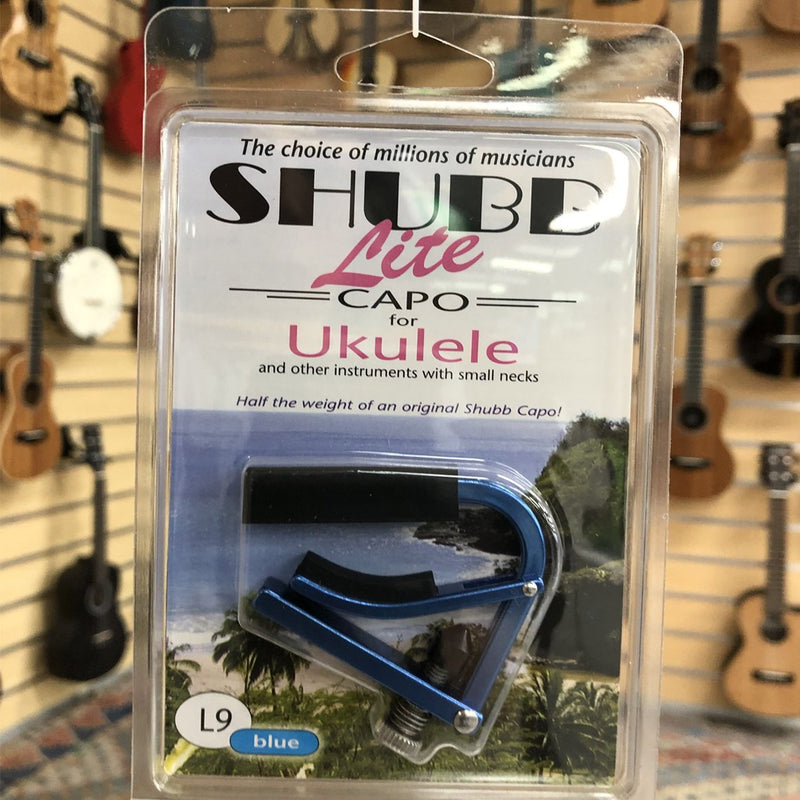 The choice of millions of musicians
SHUBB
Lite
CAPO
for
Ukulele
and other instruments with small necks
Half the weight of an original Shubb Capo!
L9
blue